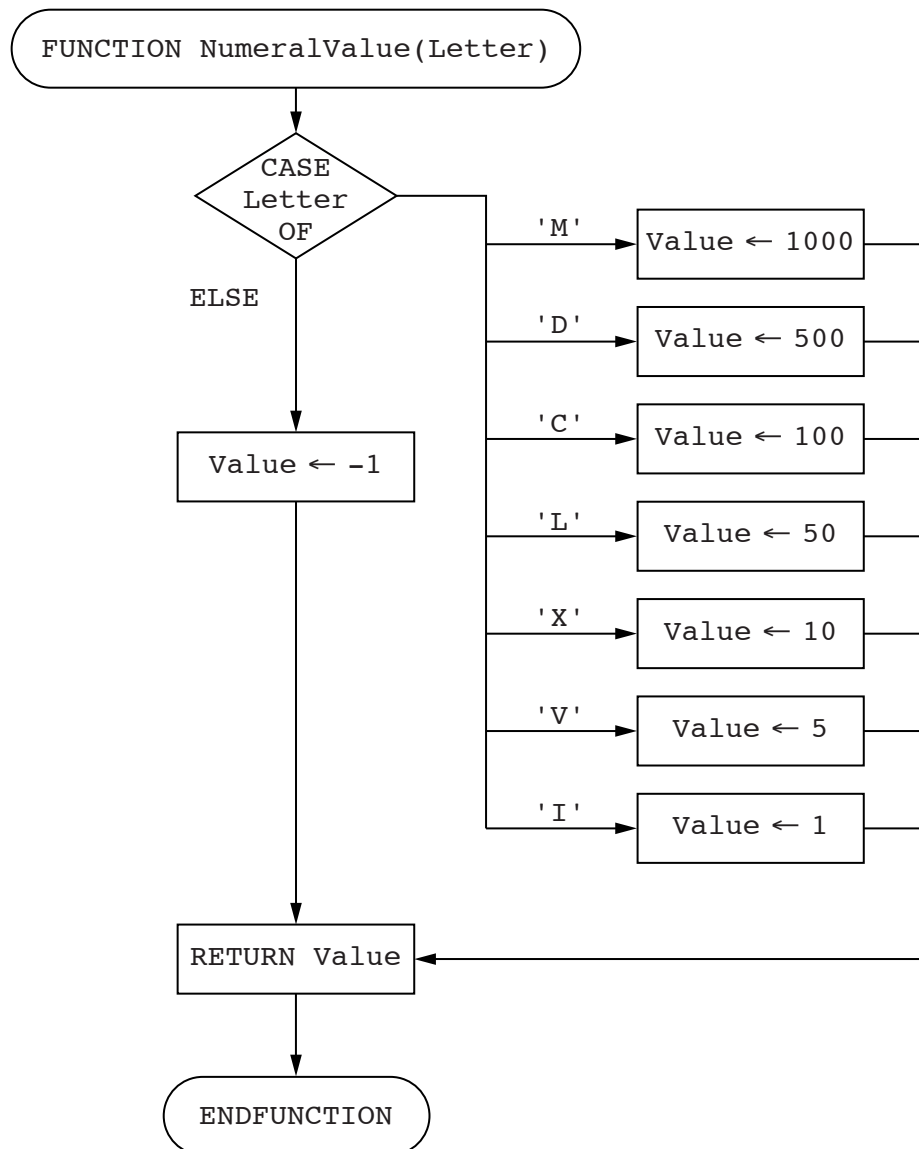 FUNCTION NumeralValue(Letter)
CASE
Letter
OF
ELSE
Value ← -1
'M'
Value ← 1000
'D'
Value ← 500
'C'
Value ← 100
'L'
Value ← 50
'X'
Value ← 10
'V'
Value ← 5
'I'
Value ← 1
RETURN Value
ENDFUNCTION